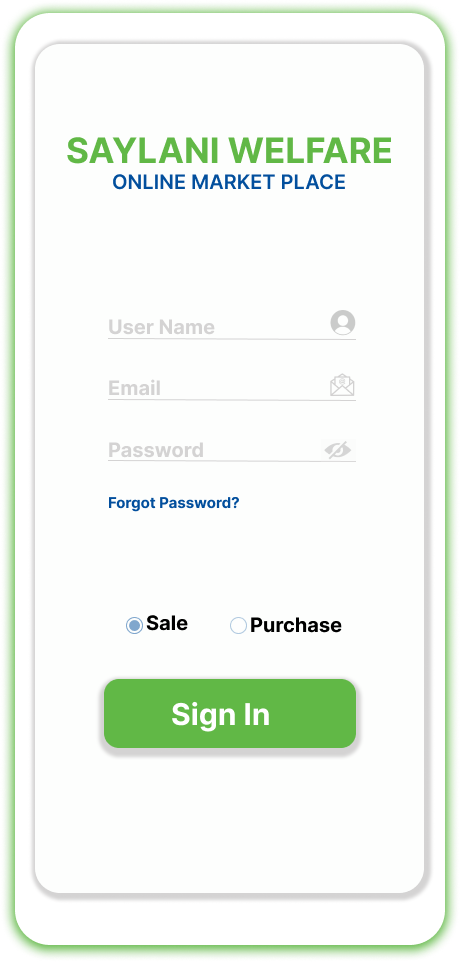 SAYLANI WELFARE
ONLINE MARKET PLACE
User Name
Email
Password
Forgot Password?
Sale Purchase
Sign In